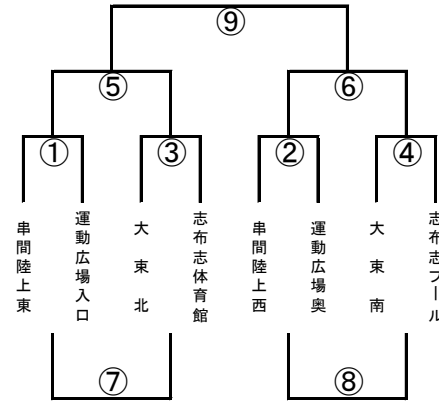 ⑨
⑤ ⑥
① ③ ② ④
串間陸上東
運動広場入口
大東北
志布志体育館
串間陸上西
運動広場奥
大東南
志布志プール
⑦ ⑧